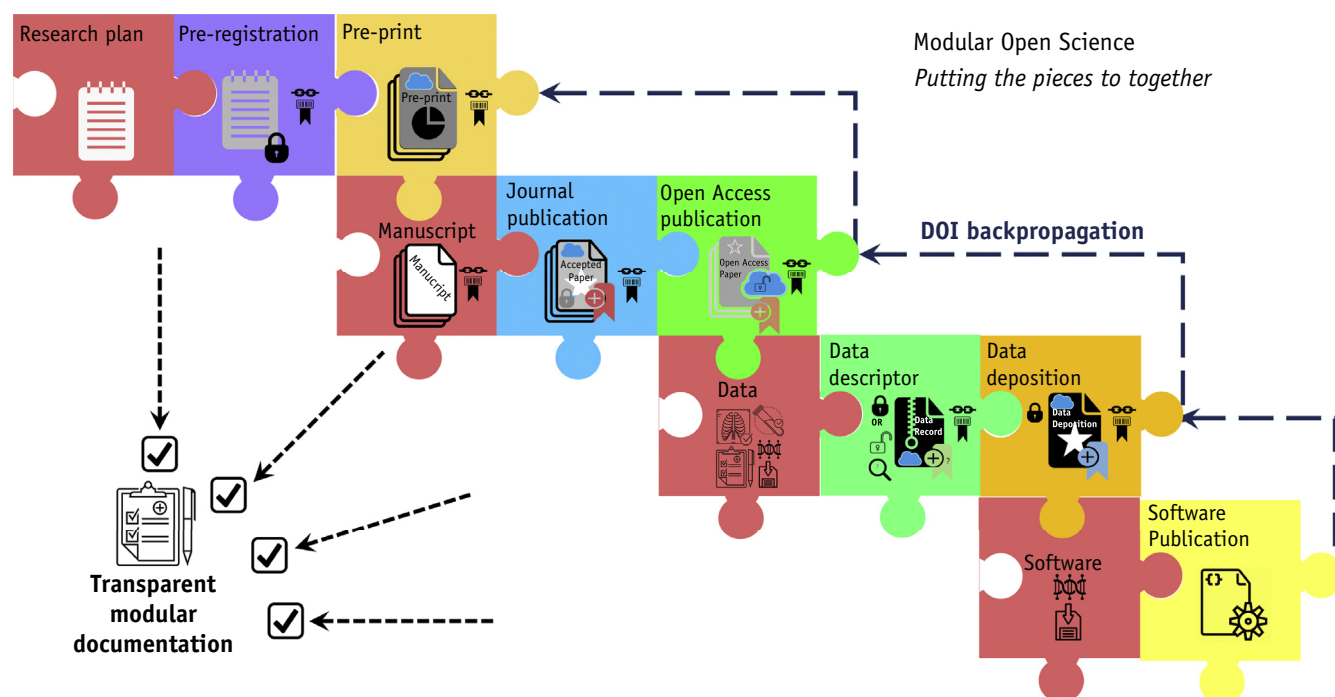 Research plan
Pre-registration
Pre-print
Modular Open Science
Putting the pieces to together
Pre-print
Manuscript
Journal
publication
Open Access
publication
Manucript
Accepted
Paper
Open Access
Paper
DOI backpropagation
Data
Data
descriptor
Data
deposition
OR
Data
Record
?
?
Data
Depotition
Transparent
modular
documentation
Software
Software
Publication
{}